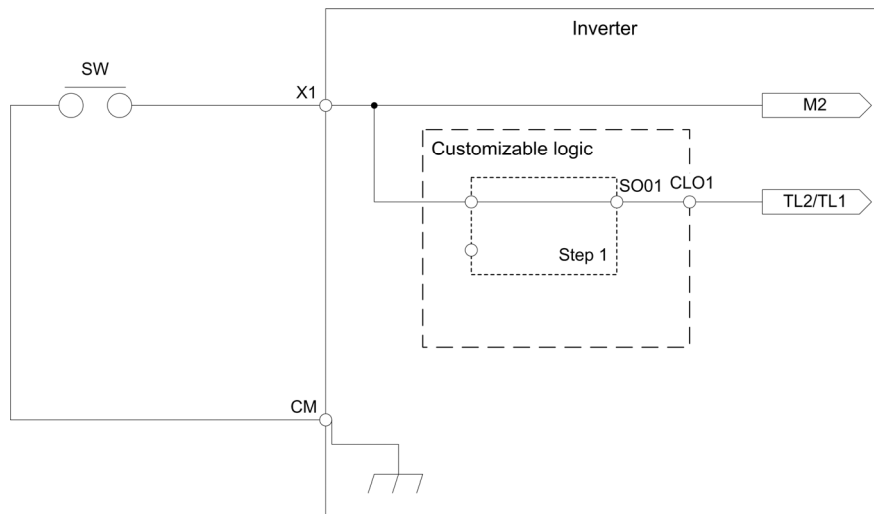 Inverter
SW
X1
M2
Customizable logic
SO01
CLO1
TL2/TL1
Step 1
CM